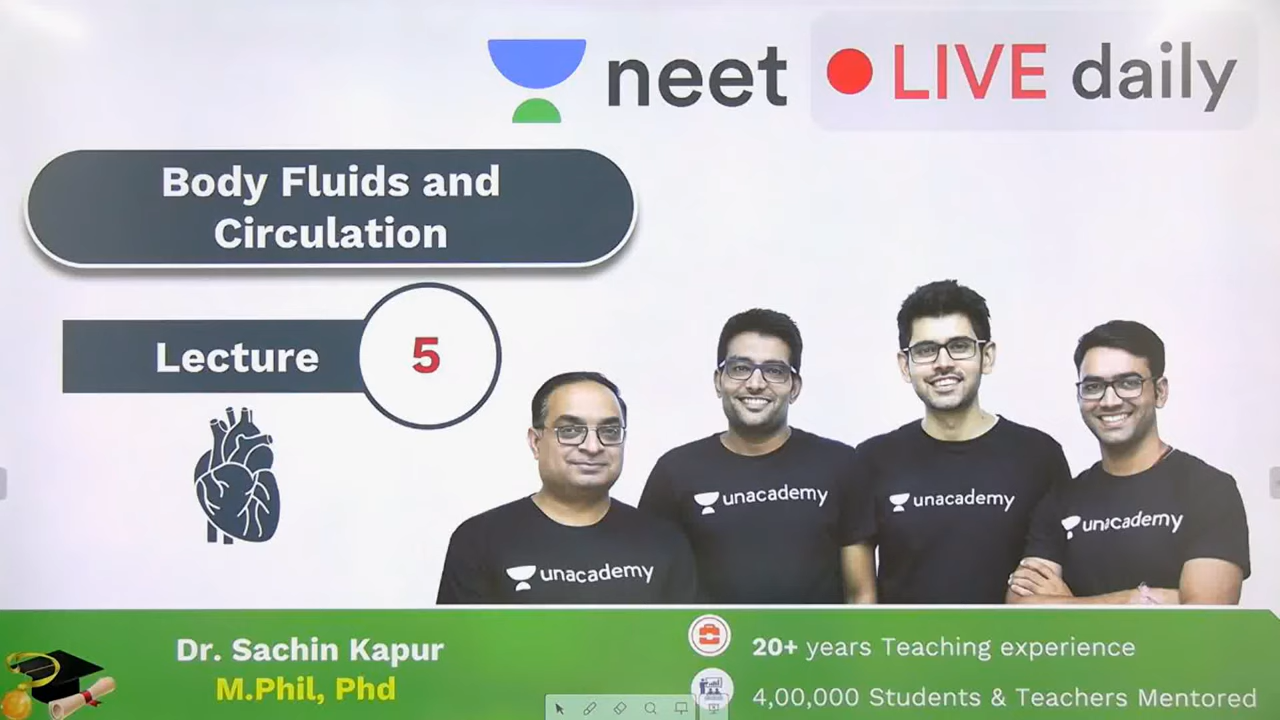 neet LIVE daily
Body Fluids and
Circulation
Lecture 5
unacademy
unacademy
unacademy
unacademy
Dr. Sachin Kapur
M.Phil, Phd
20+ years Teaching experience
4,00,000 Students & Teachers Mentored